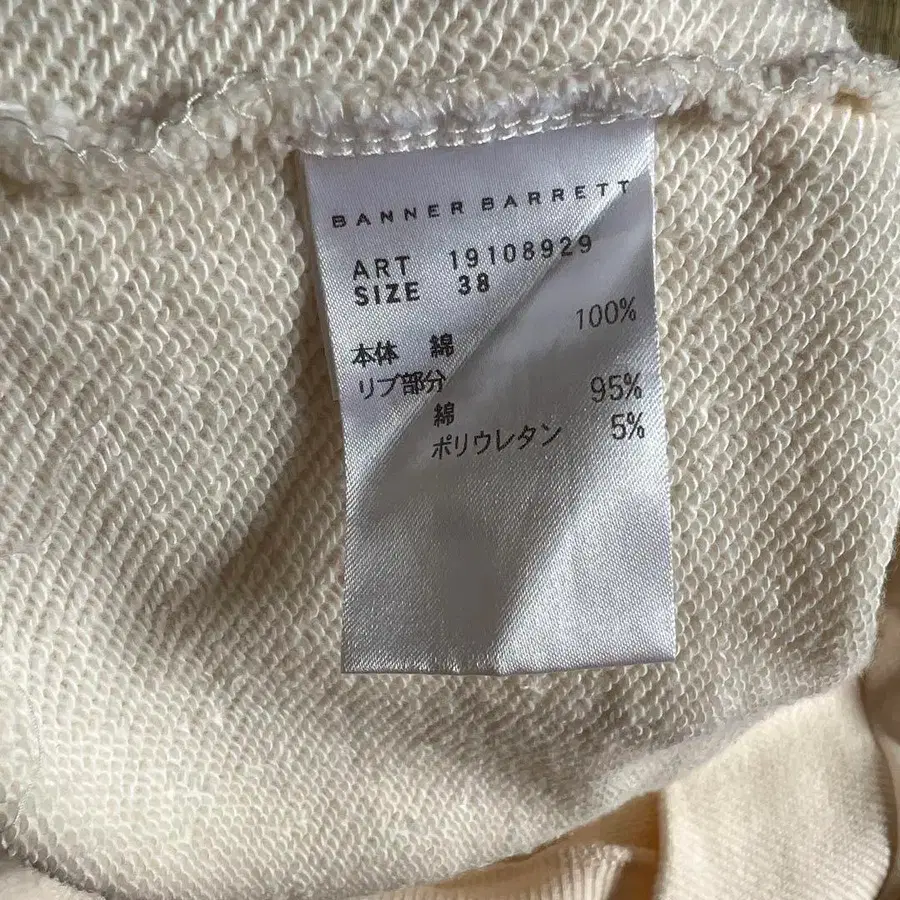 BANNER BARRETT
ART 19108929
SIZE 38
本体 綿 100%
リブ部分
綿 95%
ポリウレタン 5%